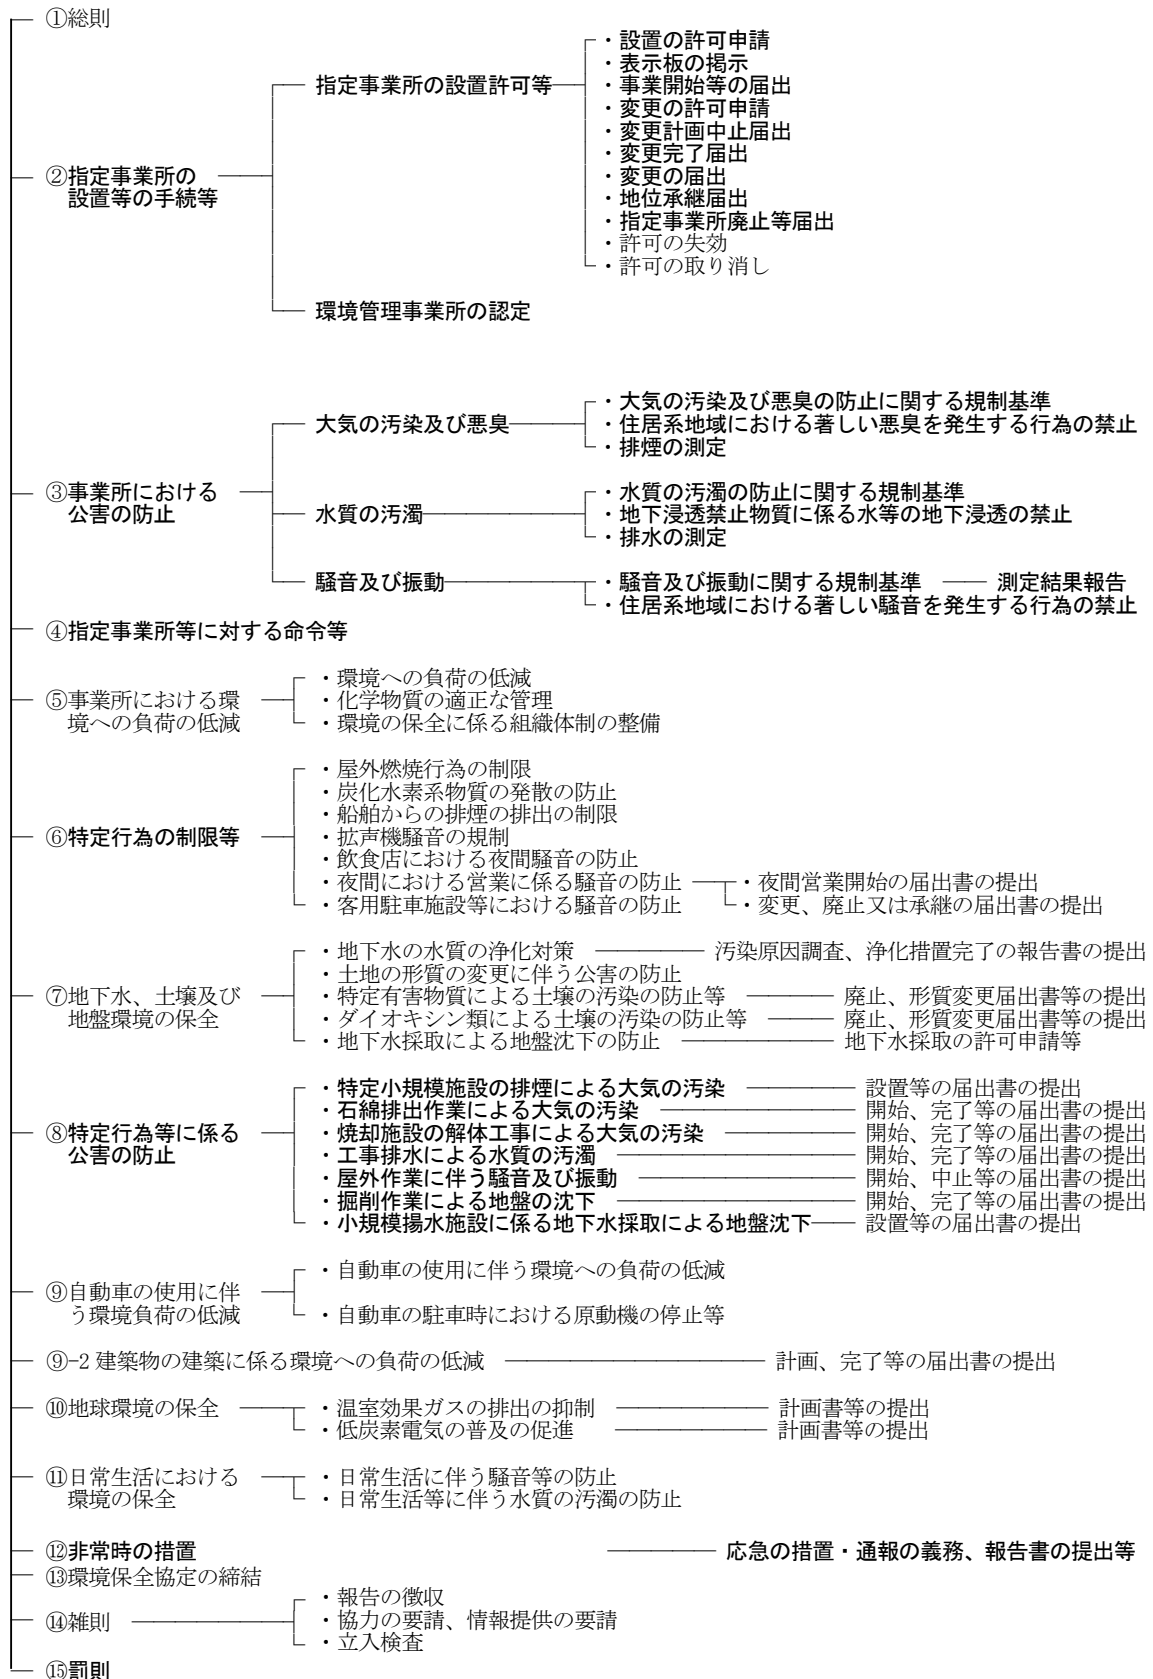 ①総則
・設置の許可申請
・表示板の掲示
指定事業所の設置許可等
・事業開始等の届出
・変更の許可申請
・変更計画中止届出
・変更完了届出
②指定事業所の
設置等の手続等
・変更の届出
・地位承継届出
・指定事業所廃止等届出
・許可の失効
・許可の取り消し
環境管理事業所の認定
・大気の汚染及び悪臭の防止に関する規制基準
大気の汚染及び悪臭
・住居系地域における著しい悪臭を発生する行為の禁止
・排煙の測定
③事業所における
公害の防止
・水質の汚濁の防止に関する規制基準
水質の汚濁
・地下浸透禁止物質に係る水等の地下浸透の禁止
・排水の測定
騒音及び振動
・騒音及び振動に関する規制基準 測定結果報告
・住居系地域における著しい騒音を発生する行為の禁止
④指定事業所等に対する命令等
⑤事業所における環
境への負荷の低減
・環境への負荷の低減
・化学物質の適正な管理
・環境の保全に係る組織体制の整備
⑥特定行為の制限等
・屋外燃焼行為の制限
・炭化水素系物質の発散の防止
・船舶からの排煙の排出の制限
・拡声機騒音の規制
・飲食店における夜間騒音の防止
・夜間における営業に係る騒音の防止 ・夜間営業開始の届出書の提出
・客用駐車施設等における騒音の防止 ・変更、廃止又は承継の届出書の提出
⑦地下水、土壌及び
地盤環境の保全
・地下水の水質の浄化対策 汚染原因調査、浄化措置完了の報告書の提出
・土地の形質の変更に伴う公害の防止
・特定有害物質による土壌の汚染の防止等 廃止、形質変更届出書等の提出
・ダイオキシン類による土壌の汚染の防止等 廃止、形質変更届出書等の提出
・地下水採取による地盤沈下の防止 地下水採取の許可申請等
⑧特定行為等に係る
公害の防止
・特定小規模施設の排煙による大気の汚染 設置等の届出書の提出
・石綿排出作業による大気の汚染 開始、完了等の届出書の提出
・焼却施設の解体工事による大気の汚染 開始、完了等の届出書の提出
・工事排水による水質の汚濁 開始、完了等の届出書の提出
・屋外作業に伴う騒音及び振動 開始、中止等の届出書の提出
・掘削作業による地盤の沈下 開始、完了等の届出書の提出
・小規模揚水施設に係る地下水採取による地盤沈下 設置等の届出書の提出
⑨自動車の使用に伴
う環境負荷の低減
・自動車の使用に伴う環境への負荷の低減
・自動車の駐車時における原動機の停止等
⑨-2 建築物の建築に係る環境への負荷の低減 計画、完了等の届出書の提出
⑩地球環境の保全
・温室効果ガスの排出の抑制 計画書等の提出
・低炭素電気の普及の促進 計画書等の提出
⑪日常生活における
環境の保全
・日常生活に伴う騒音等の防止
・日常生活等に伴う水質の汚濁の防止
⑫非常時の措置 応急の措置・通報の義務、報告書の提出等
⑬環境保全協定の締結
⑭雑則
・報告の徴収
・協力の要請、情報提供の要請
・立入検査
⑮罰則